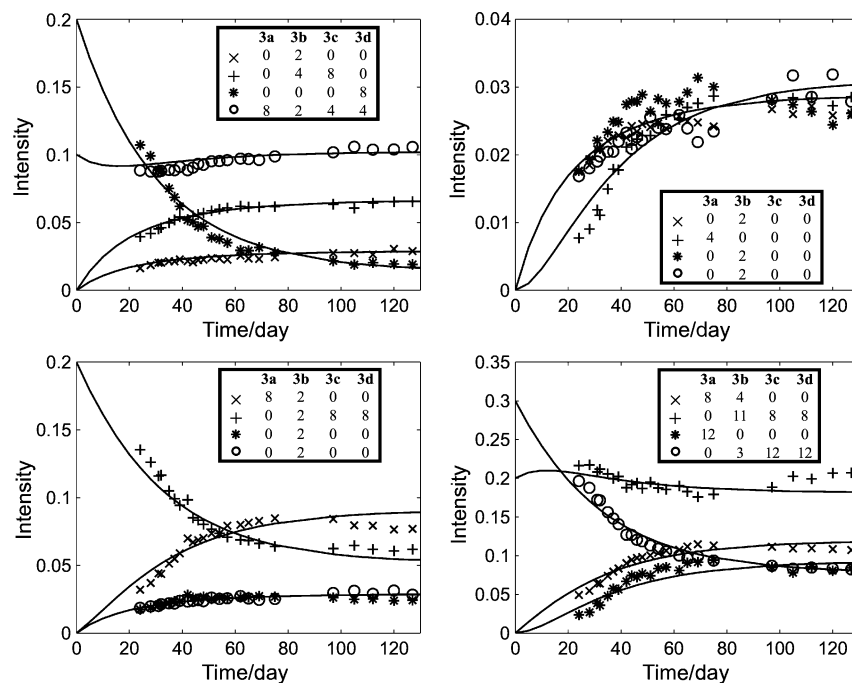 0.2
0.15
0.1
0.05
0
Intensity
0 20 40 60 80 100 120
Time/day
3a 3b 3c 3d
× 0 2 0 0
+ 0 4 8 0
✱ 0 0 0 8
o 8 2 4 4
0.04
0.03
0.02
0.01
0
Intensity
0 20 40 60 80 100 120
Time/day
3a 3b 3c 3d
× 0 2 0 0
+ 4 0 0 0
✱ 0 2 0 0
o 0 2 0 0
0.2
0.15
0.1
0.05
0
Intensity
0 20 40 60 80 100 120
Time/day
3a 3b 3c 3d
× 8 2 0 0
+ 0 2 8 8
✱ 0 2 0 0
o 0 2 0 0
0.35
0.3
0.25
0.2
0.15
0.1
0.05
0
Intensity
0 20 40 60 80 100 120
Time/day
3a 3b 3c 3d
× 8 4 0 0
+ 0 11 8 8
✱ 12 0 0 0
o 0 3 12 12